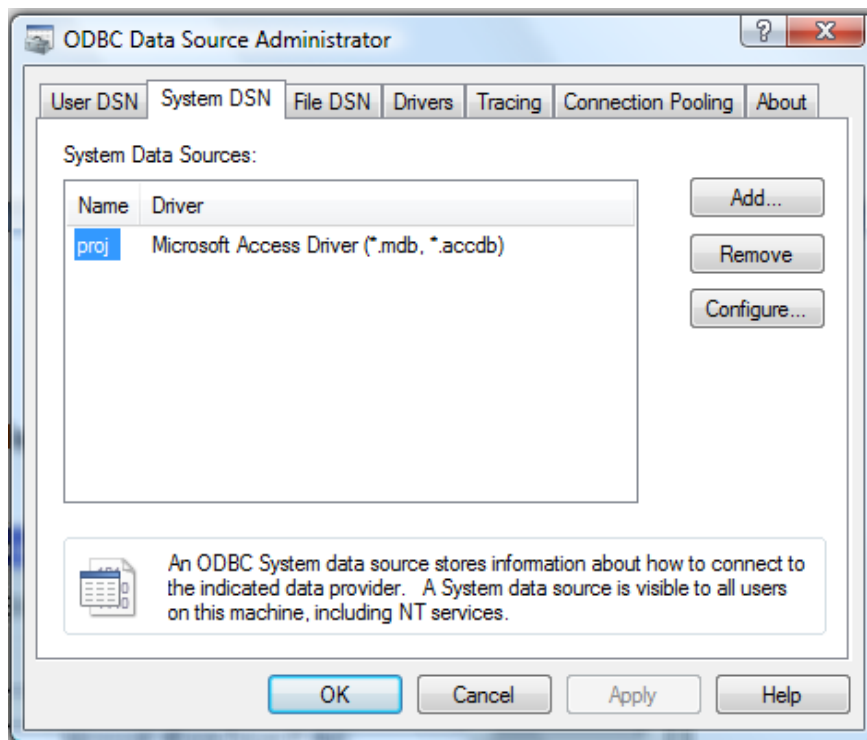 ODBC Data Source Administrator
User DSN System DSN File DSN Drivers Tracing Connection Pooling About
System Data Sources:
Name Driver
proj Microsoft Access Driver (*.mdb, *.accdb)
Add...
Remove
Configure...
An ODBC System data source stores information about how to connect to
the indicated data provider. A System data source is visible to all users
on this machine, including NT services.
OK Cancel Apply Help